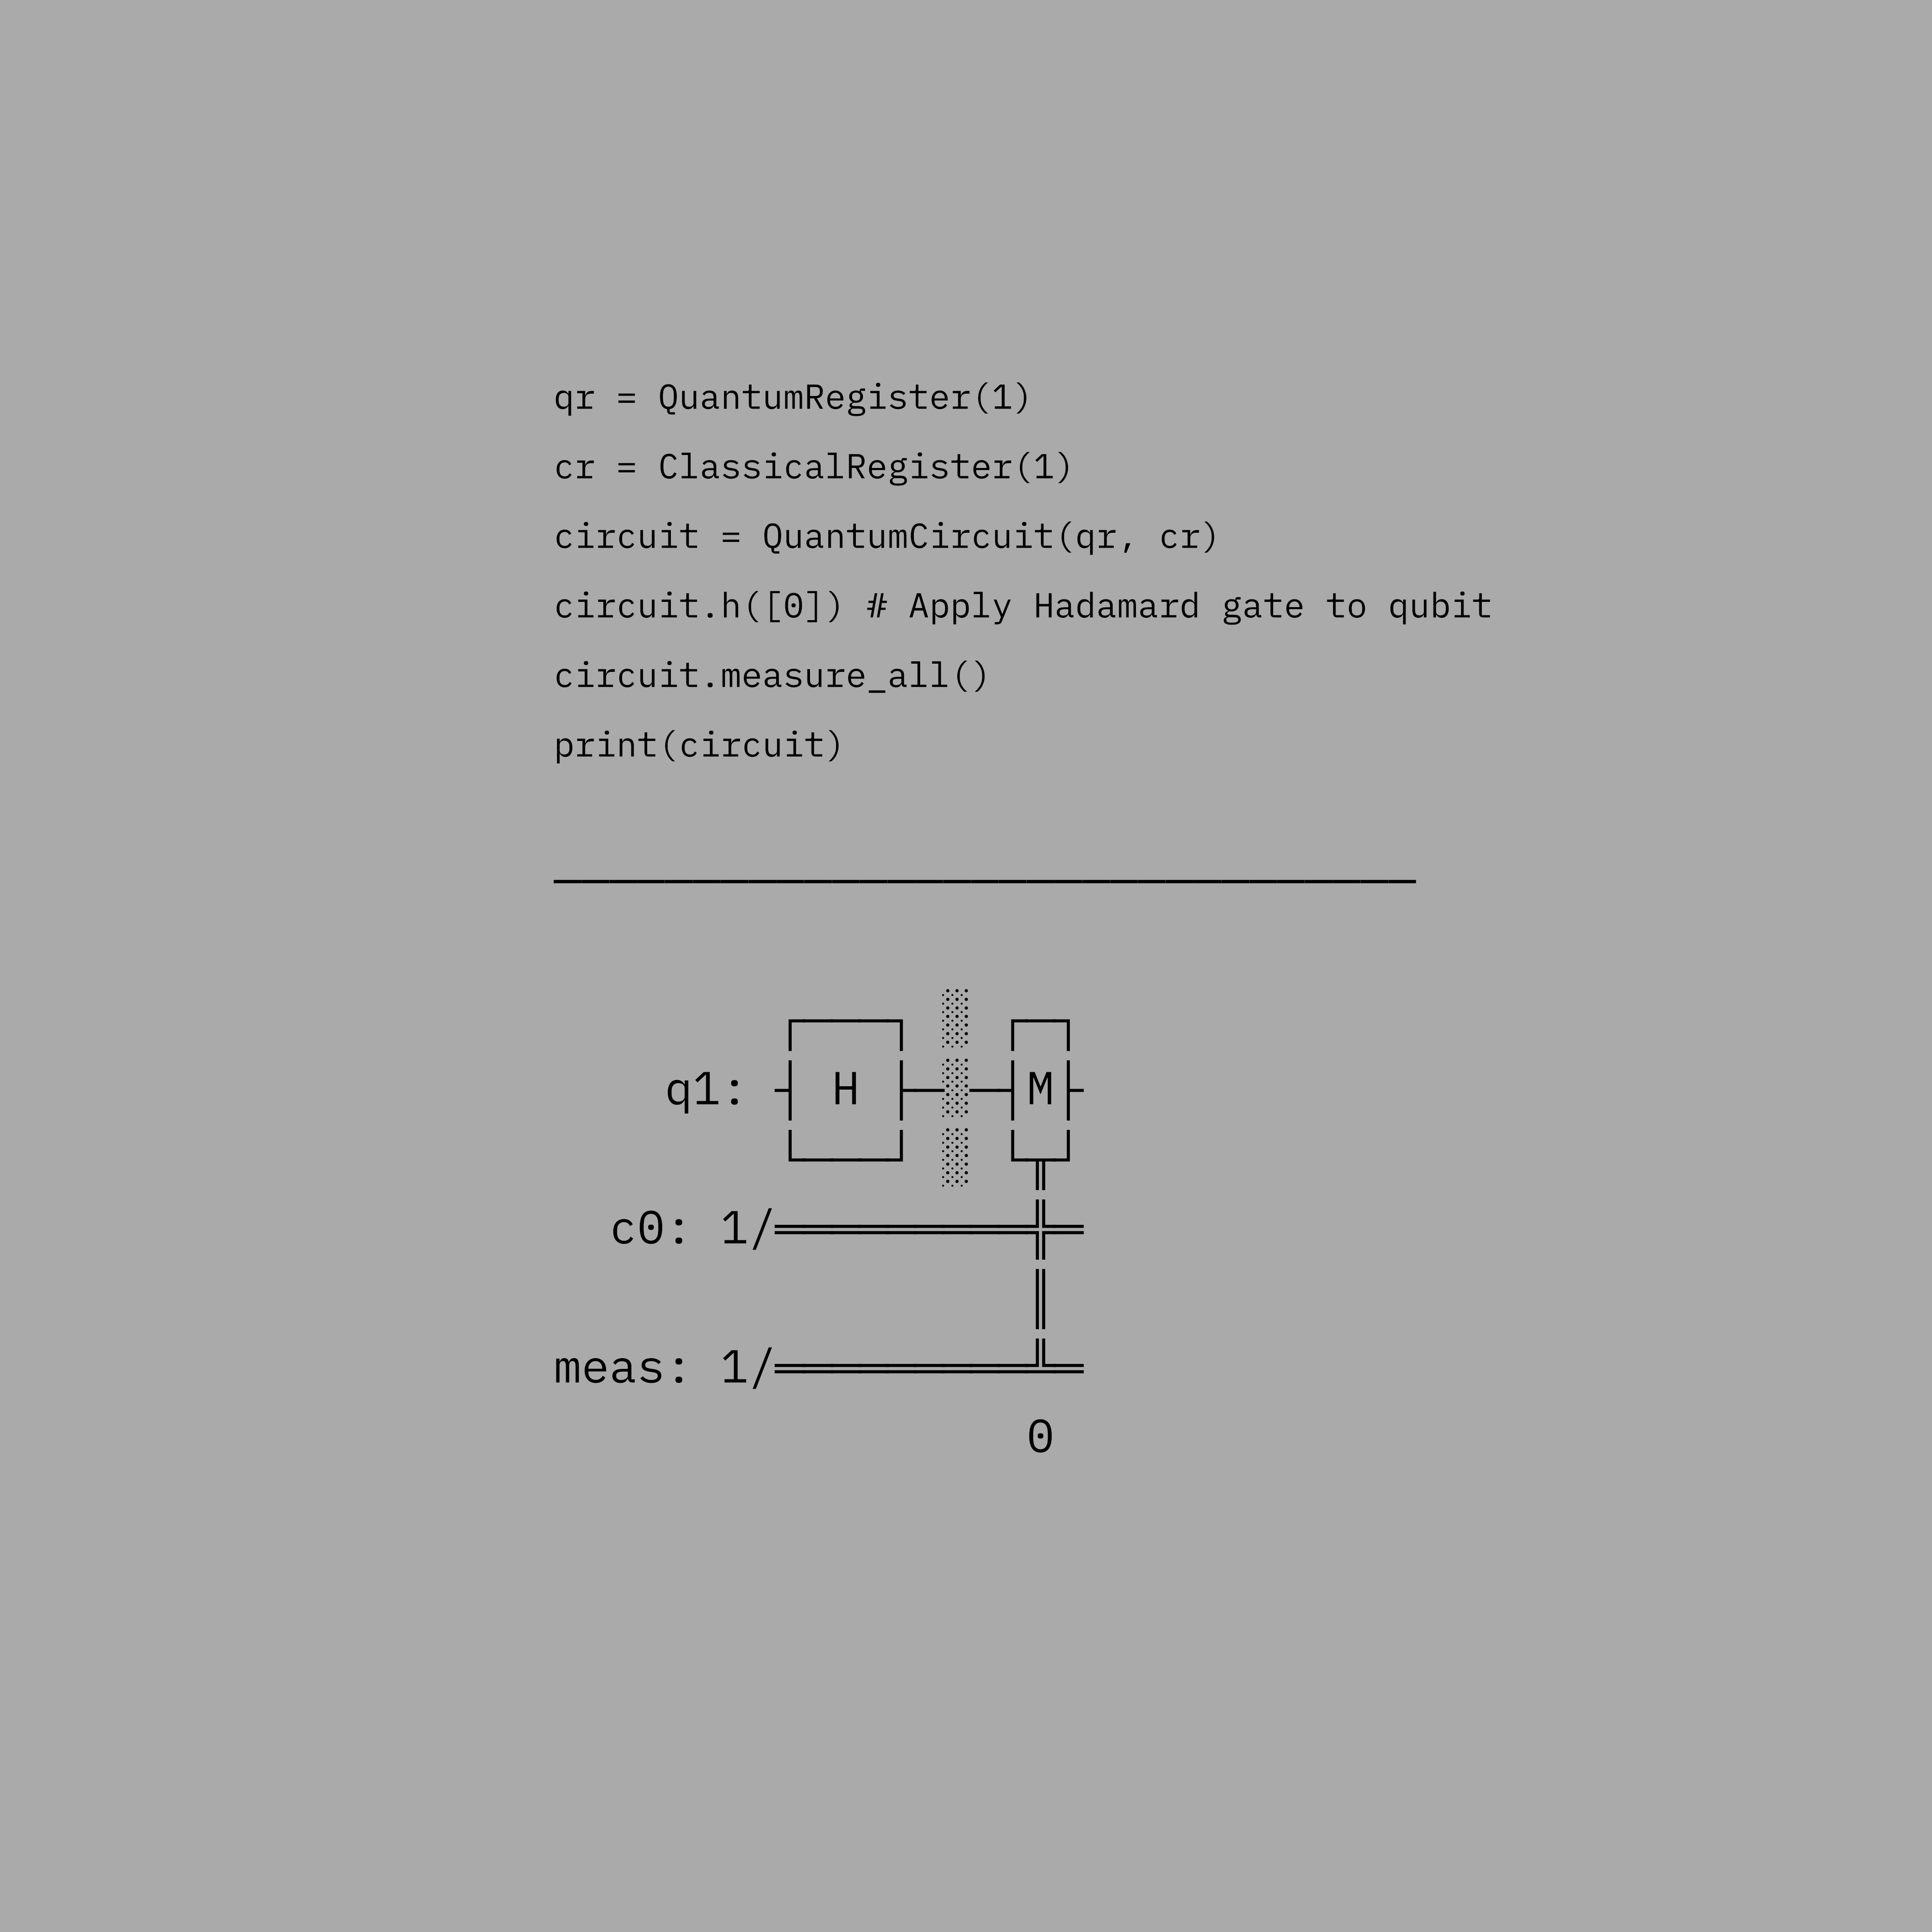 qr = QuantumRegister(1)
cr = ClassicalRegister(1)
circuit = QuantumCircuit(qr, cr)
circuit.h([0]) # Apply Hadamard gate to qubit
circuit.measure_all()
print(circuit)
q1: H M
c0: 1/
meas: 1/
0